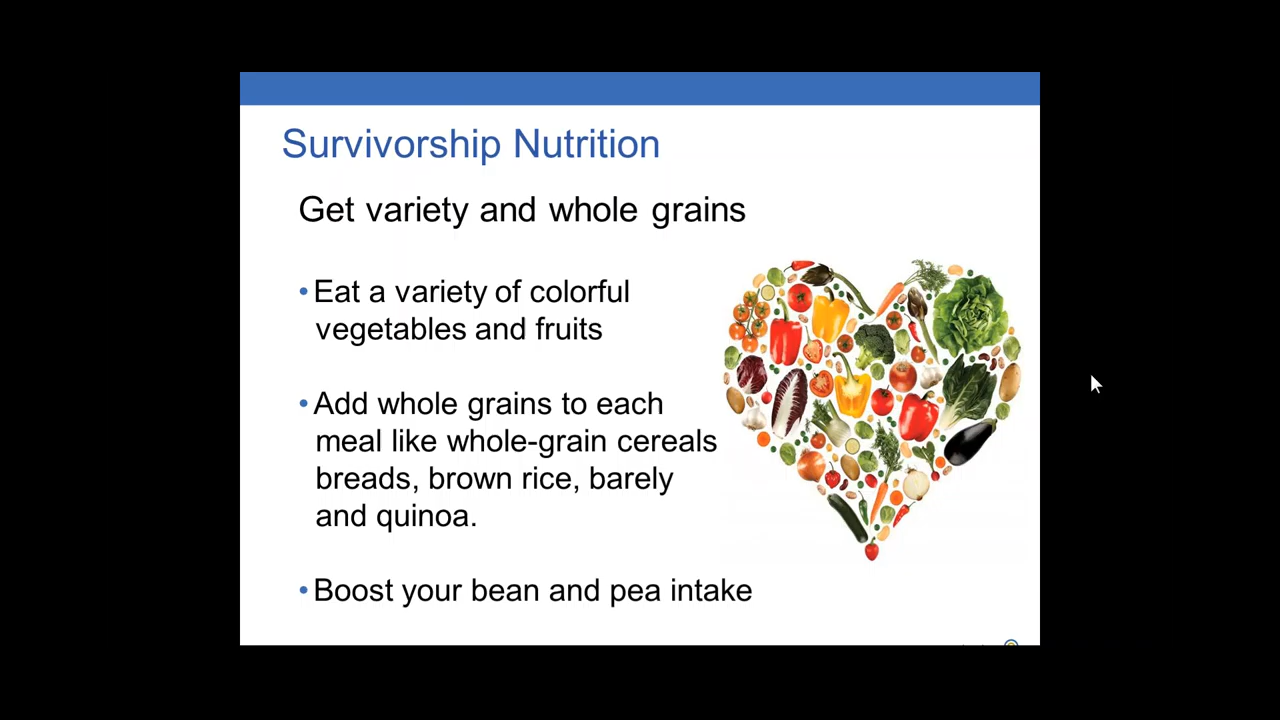 Survivorship Nutrition
Get variety and whole grains
•Eat a variety of colorful
vegetables and fruits
•Add whole grains to each
meal like whole-grain cereals
breads, brown rice, barely
and quinoa.
•Boost your bean and pea intake